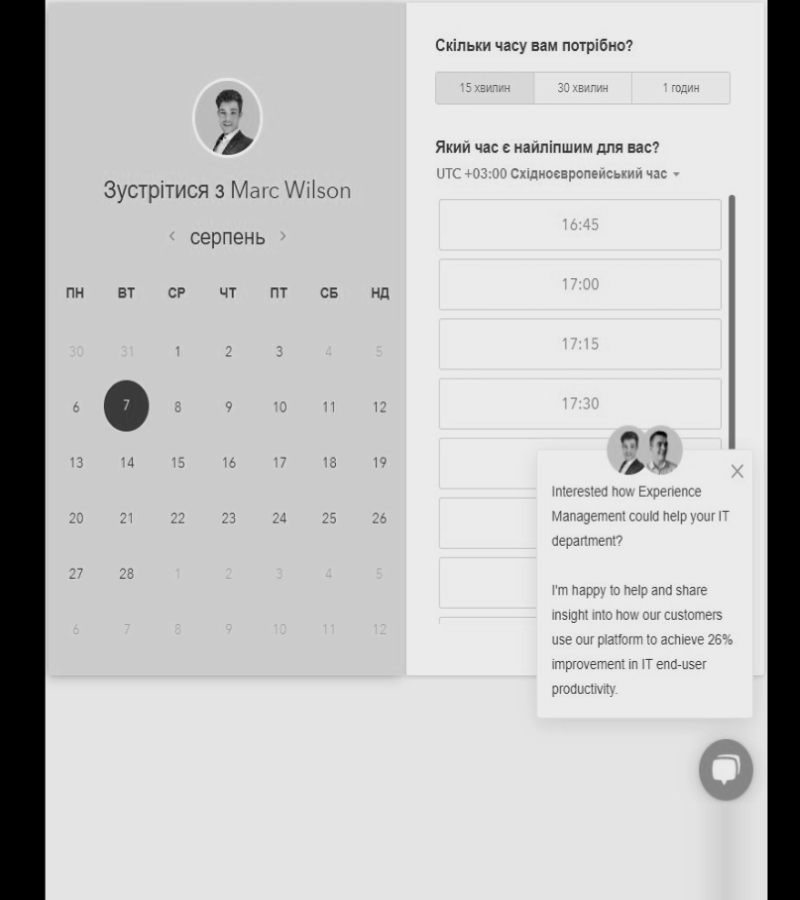 Зустрітися з Marc Wilson
серпень
ПН ВТ СР ЧТ ПТ СБ НД
30 31 1 2 3 4 5
6 7 8 9 10 11 12
13 14 15 16 17 18 19
20 21 22 23 24 25 26
27 28 1 2 3 4 5
6 7 8 9 10 11 12
Скільки часу вам потрібно?
15 хвилин 30 хвилин 1 годин
Який час є найліпшим для вас?
UTC +03:00 Східноєвропейський час
16:45
17:00
17:15
17:30
Interested how Experience
Management could help your IT
department?
I'm happy to help and share
insight into how our customers
use our platform to achieve 26%
improvement in IT end-user
productivity.